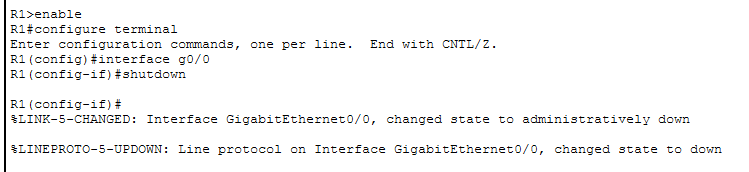 R1>enable
R1#configure terminal
Enter configuration commands, one per line.  End with CNTL/Z.
R1(config)#interface g0/0
R1(config-if)#shutdown
R1(config-if)#
%LINK-5-CHANGED: Interface GigabitEthernet0/0, changed state to administratively down
%LINEPROTO-5-UPDOWN: Line protocol on Interface GigabitEthernet0/0, changed state to down